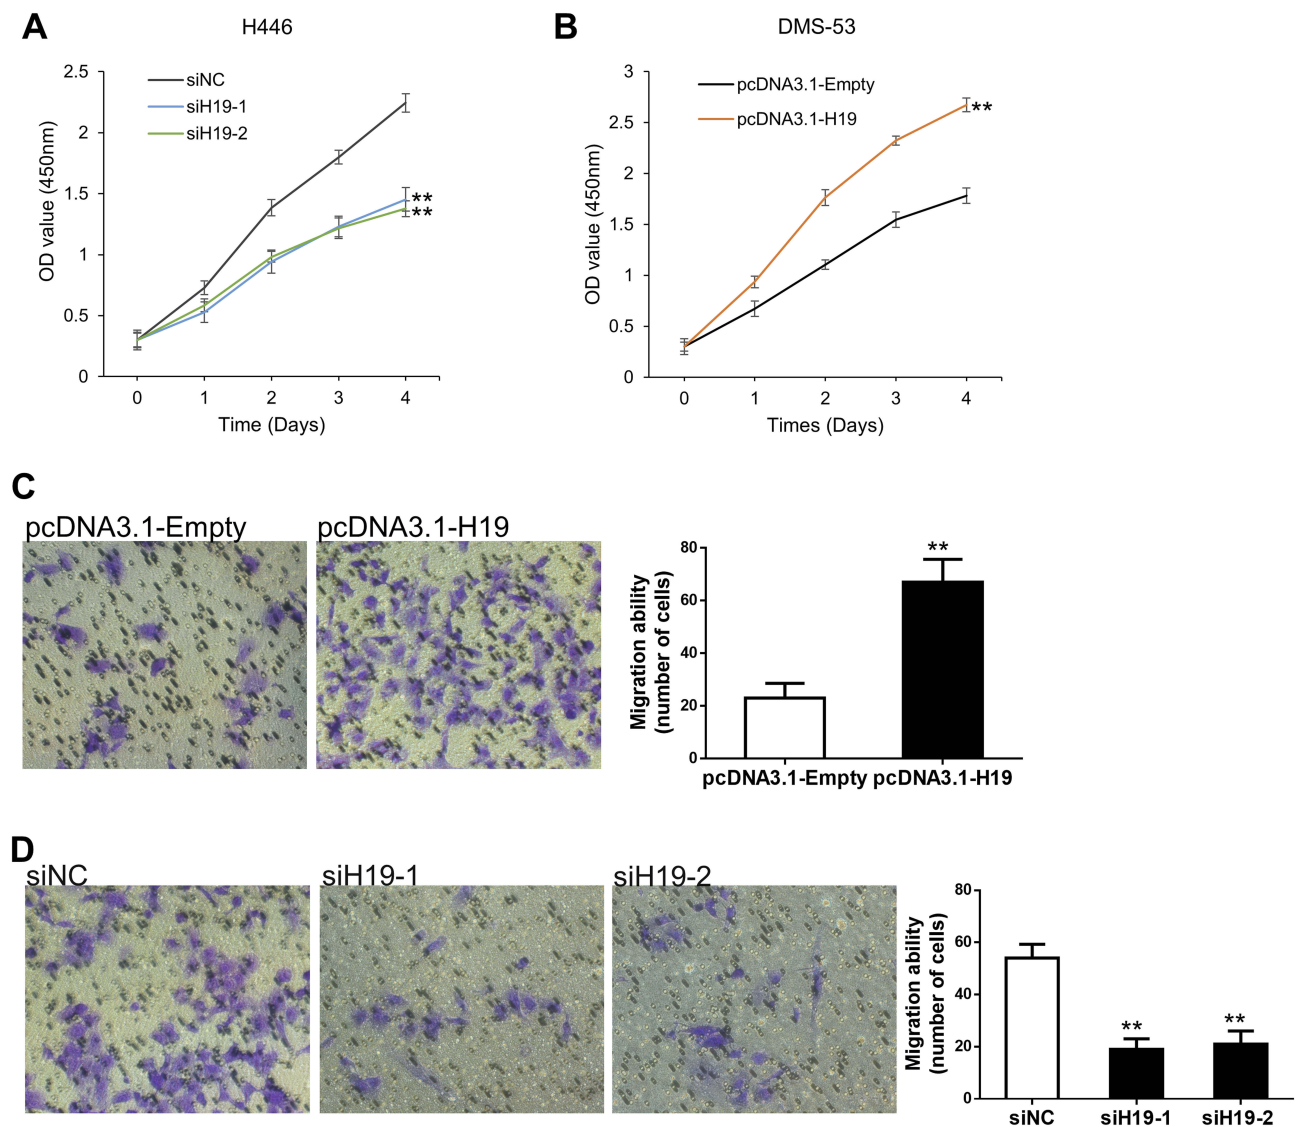 A
H446
2.5
2
1.5
1
0.5
0
OD value (450nm)
siNC
siH19-1
siH19-2
**
**
0 1 2 3 4
Time (Days)
B
DMS-53
3
2.5
2
1.5
1
0.5
0
OD value (450nm)
pcDNA3.1-Empty
pcDNA3.1-H19
**
0 1 2 3 4
Times (Days)
C
pcDNA3.1-Empty
pcDNA3.1-H19
Migration ability
(number of cells)
80
60
40
20
0
**
pcDNA3.1-Empty pcDNA3.1-H19
D
siNC
siH19-1
siH19-2
Migration ability
(number of cells)
80
60
40
20
0
**
**
siNC siH19-1 siH19-2